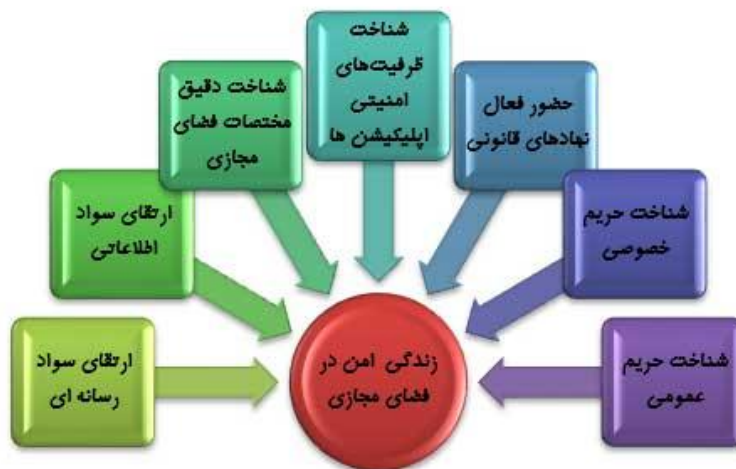 شناخت
قرفیت‌های
امنیتی
اپلیکیشن ها
شناخت دقیق
مختصات فضای
مجازی
حضور فعال
نهادهای قانونی
ارتقای سواد
اطلاعاتی
شناخت حریم
خصوصی
ارتقای سواد
رسانه ای
زندگی امن در
فضای مجازی
شناخت حریم
عمومی